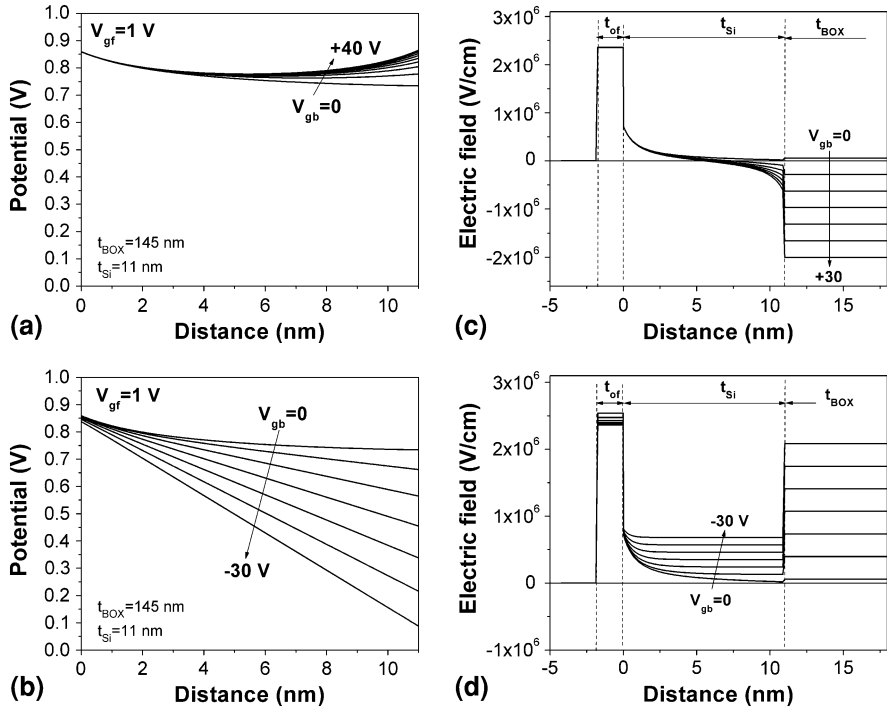 V_gf=1 V
+40 V
V_gb=0
t_BOX=145 nm
t_Si=11 nm
Potential (V)
1.0
0.9
0.8
0.7
0.6
0.5
0.4
0.3
0.2
0.1
0.0
0 2 4 6 8 10
Distance (nm)
(a)
t_of t_Si t_BOX
V_gb=0
+30
Electric field (V/cm)
3x10^6
2x10^6
1x10^6
0
-1x10^6
-2x10^6
-5 0 5 10 15
Distance (nm)
(c)
V_gf=1 V
V_gb=0
-30 V
t_BOX=145 nm
t_Si=11 nm
Potential (V)
1.0
0.9
0.8
0.7
0.6
0.5
0.4
0.3
0.2
0.1
0.0
0 2 4 6 8 10
Distance (nm)
(b)
t_of t_Si t_BOX
-30 V
V_gb=0
Electric field (V/cm)
3x10^6
2x10^6
1x10^6
0
-1x10^6
-5 0 5 10 15
Distance (nm)
(d)